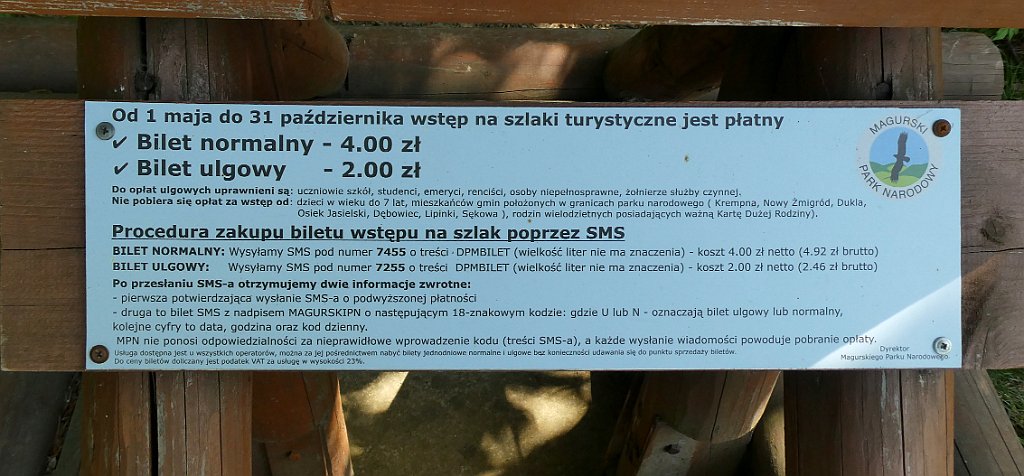 Od 1 maja do 31 października wstęp na szlaki turystyczne jest płatny
✓ Bilet normalny - 4.00 zł
✓ Bilet ulgowy - 2.00 zł
MAGURSKI
PARK NARODOWY
Do opłat ulgowych uprawnieni są: uczniowie szkół, studenci, emeryci, renciści, osoby niepełnosprawne, żołnierze służby czynnej.
Nie pobiera się opłat za wstęp od: dzieci w wieku do 7 lat, mieszkańców gmin położonych w granicach parku narodowego ( Krempna, Nowy Żmigród, Dukla,
Osiek Jasielski, Dębowiec, Lipinki, Sękowa ), rodzin wielodzietnych posiadających ważną Kartę Dużej Rodziny).
Procedura zakupu biletu wstępu na szlak poprzez SMS
BILET NORMALNY: Wysyłamy SMS pod numer 7455 o treści · DPMBILET (wielkość liter nie ma znaczenia) - koszt 4.00 zł netto (4.92 zł brutto)
BILET ULGOWY: Wysyłamy SMS pod numer 7255 o treści DPMBILET (wielkość liter nie ma znaczenia) - koszt 2.00 zł netto (2.46 zł brutto)
Po przesłaniu SMS-a otrzymujemy dwie informacje zwrotne:
- pierwsza potwierdzająca wysłanie SMS-a o podwyższonej płatności
- druga to bilet SMS z nadpisem MAGURSKIPN o następującym 18-znakowym kodzie: gdzie U lub N - oznaczają bilet ulgowy lub normalny,
kolejne cyfry to data, godzina oraz kod dzienny.
MPN nie ponosi odpowiedzialności za nieprawidłowe wprowadzenie kodu (treści SMS-a), a każde wysłanie wiadomości powoduje pobranie opłaty.
Usługa dostępna jest u wszystkich operatorów, można za jej pośrednictwem nabyć bilety jednodniowe normalne i ulgowe bez konieczności udawania się do punktu sprzedaży biletów.
Do ceny biletów doliczany jest podatek VAT za usługę w wysokości 23%.
Dyrektor
Magurskiego Parku Narodowego